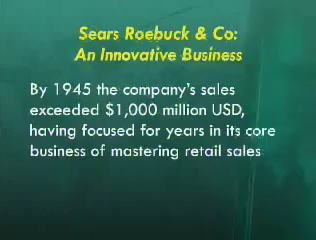 Sears Roebuck & Co:
An Innovative Business
By 1945 the company's sales
exceeded $1,000 million USD,
having focused for years in its core
business of mastering retail sales